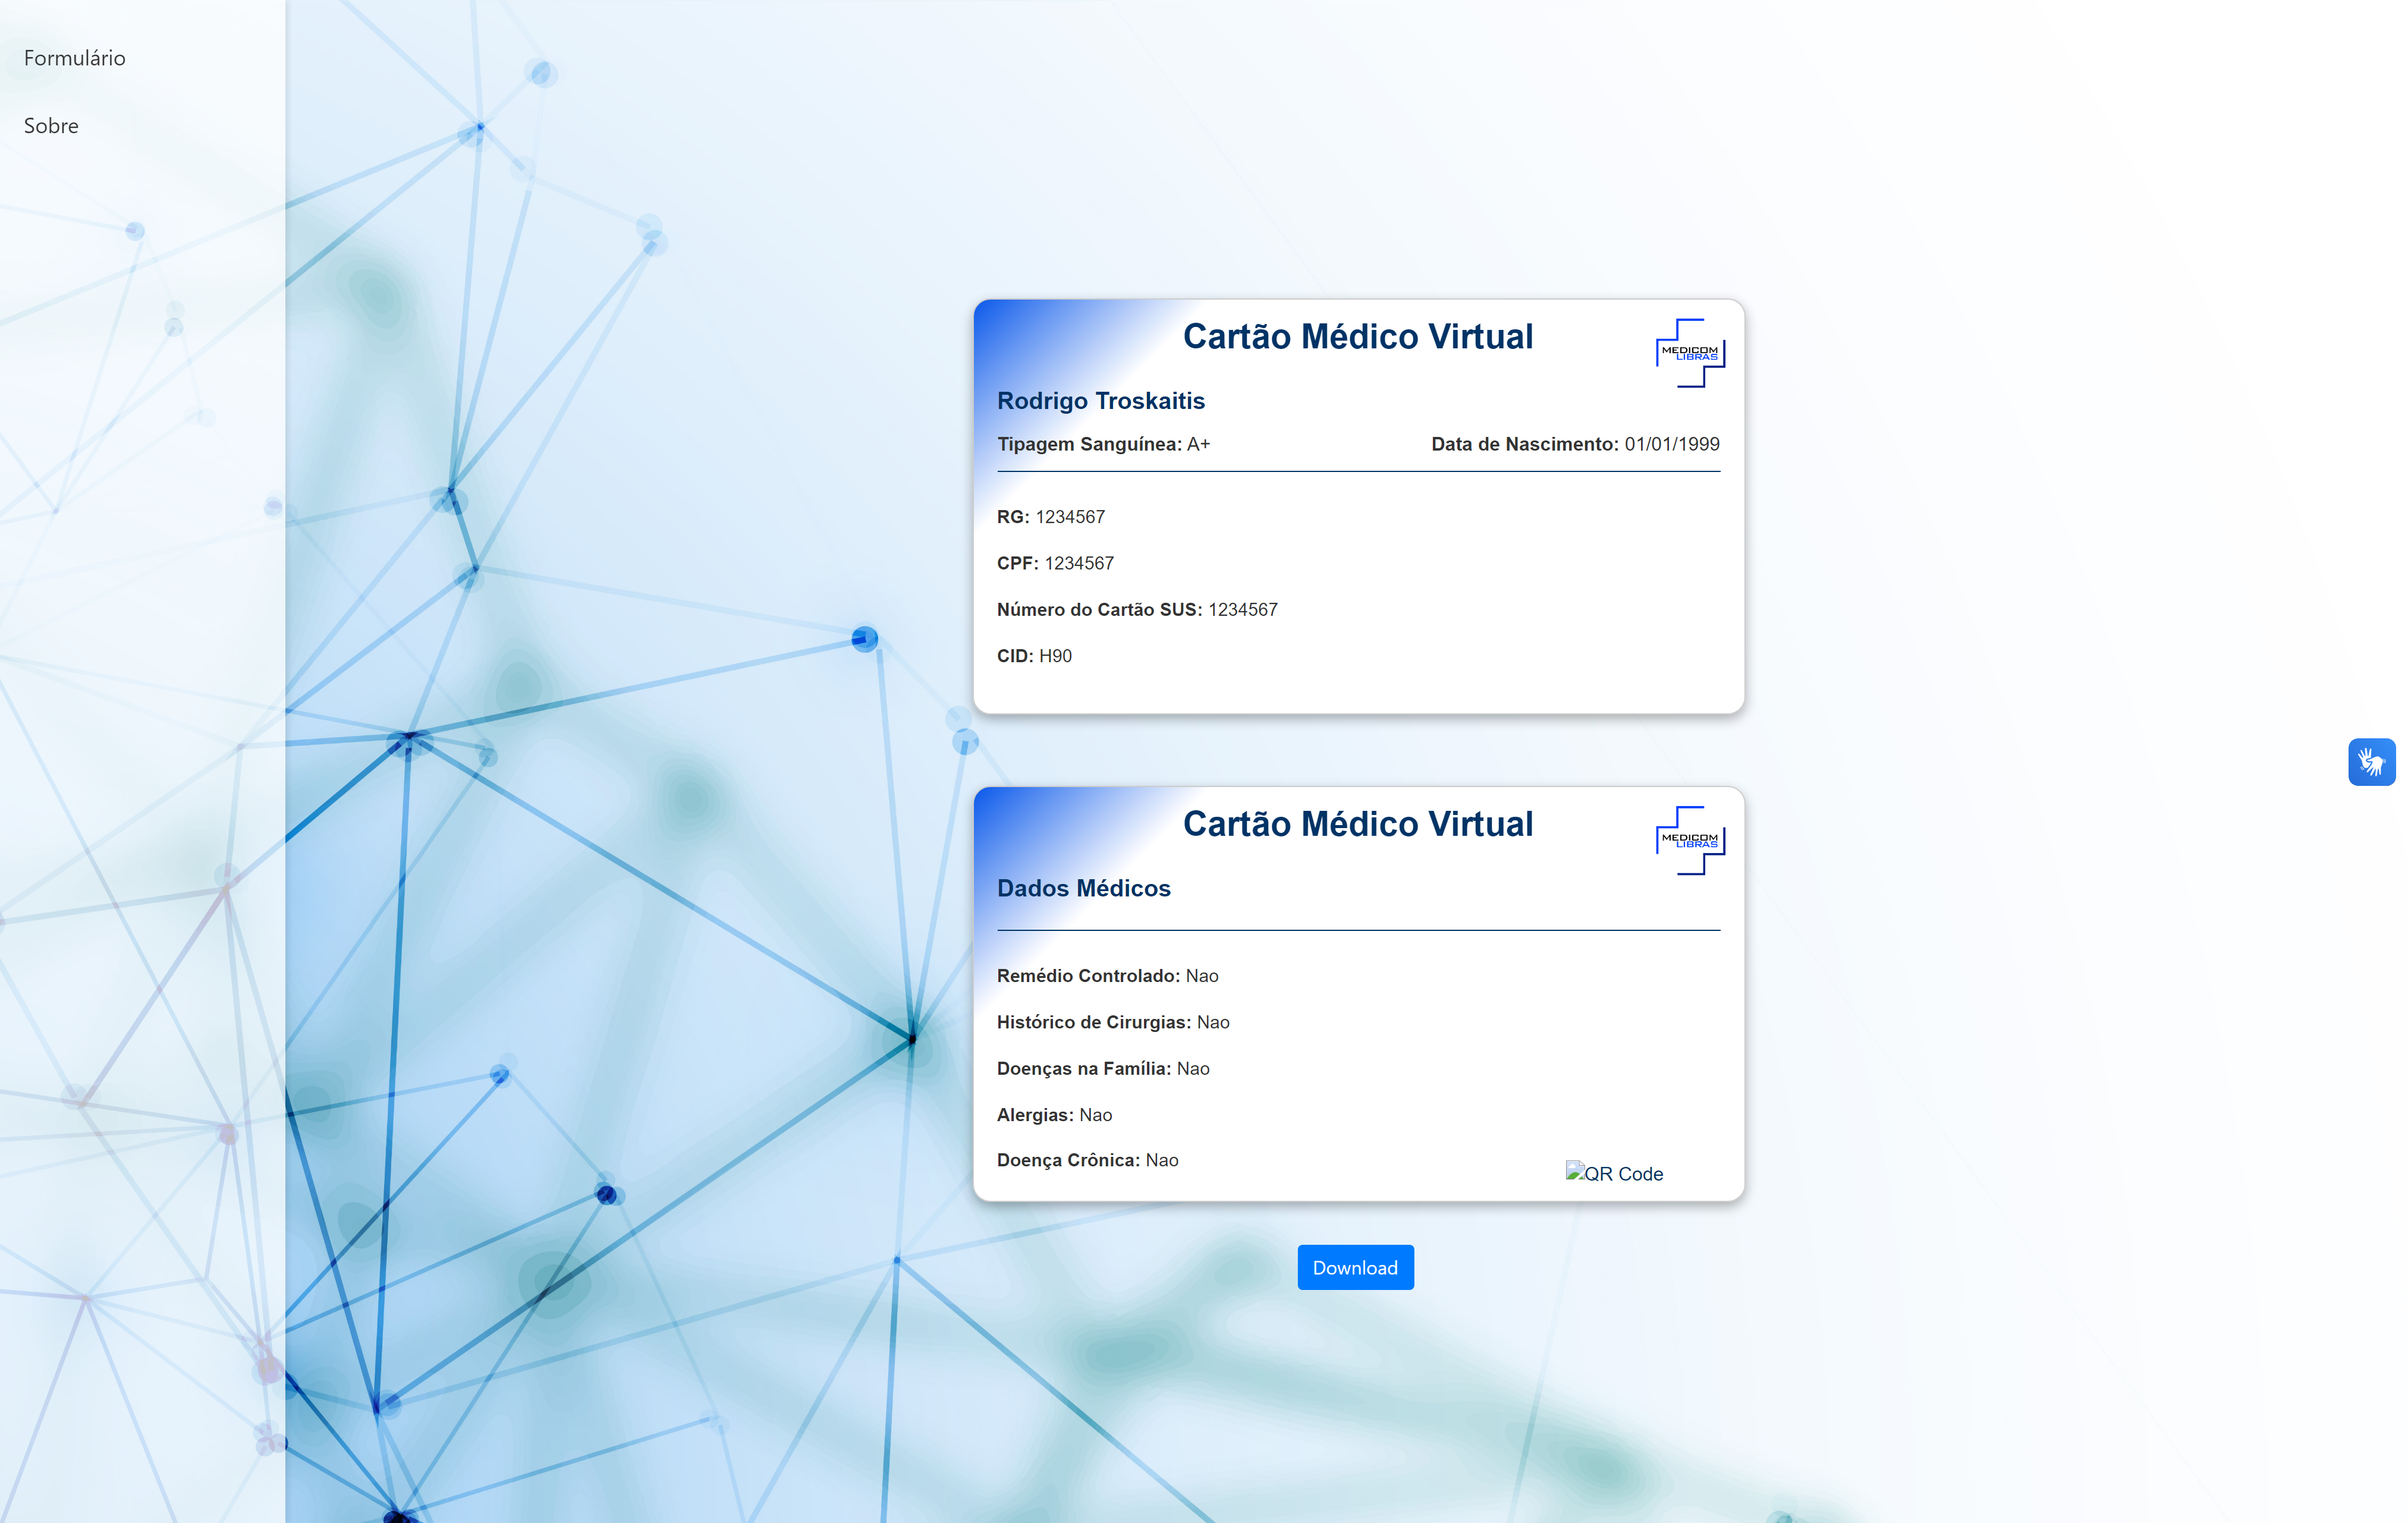 Formulário
Sobre
Cartão Médico Virtual
MEDICOM
LIBRAS
Rodrigo Troskaitis
Tipagem Sanguínea: A+ Data de Nascimento: 01/01/1999
RG: 1234567
CPF: 1234567
Número do Cartão SUS: 1234567
CID: H90
Cartão Médico Virtual
MEDICOM
LIBRAS
Dados Médicos
Remédio Controlado: Nao
Histórico de Cirurgias: Nao
Doenças na Família: Nao
Alergias: Nao
Doença Crônica: Nao
QR Code
Download